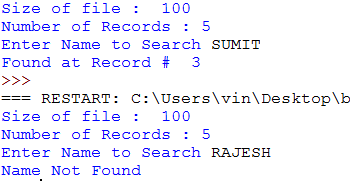 Size of file :  100
Number of Records : 5
Enter Name to Search SUMIT
Found at Record #  3
>>>
=== RESTART: C:\Users\vin\Desktop\b
Size of file :  100
Number of Records : 5
Enter Name to Search RAJESH
Name Not Found